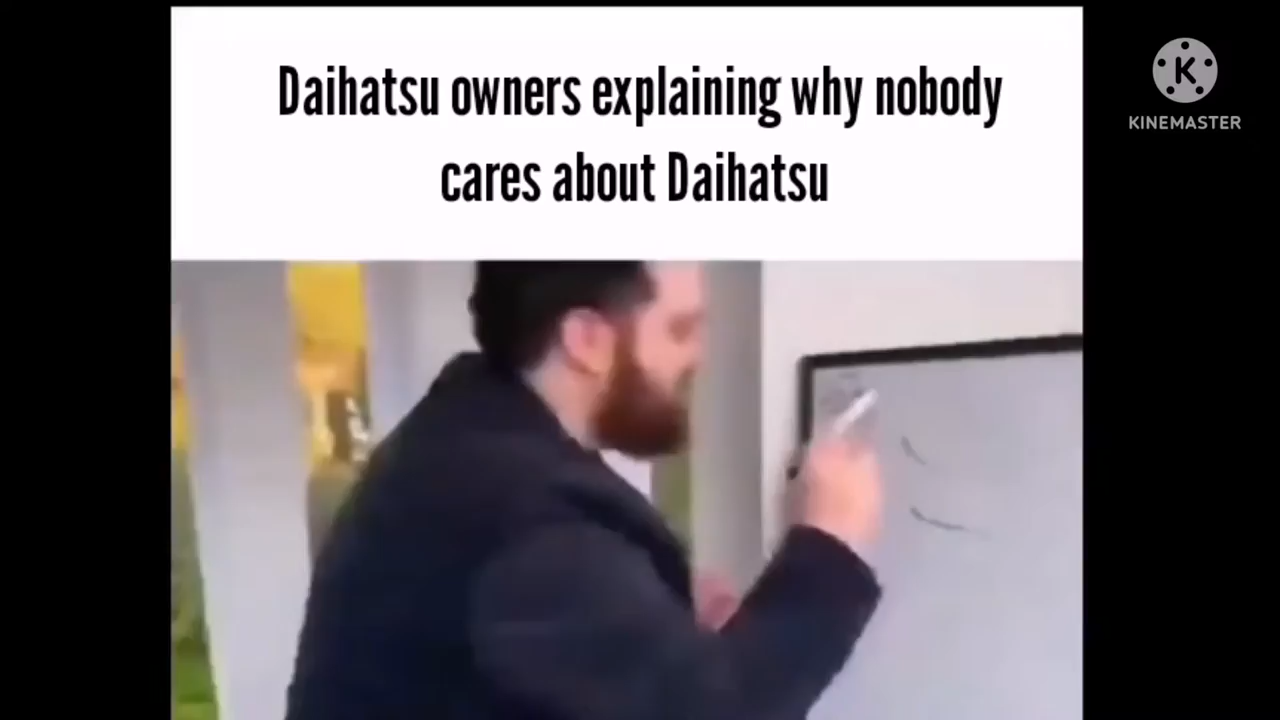 Daihatsu owners explaining why nobody
cares about Daihatsu
K
KINEMASTER